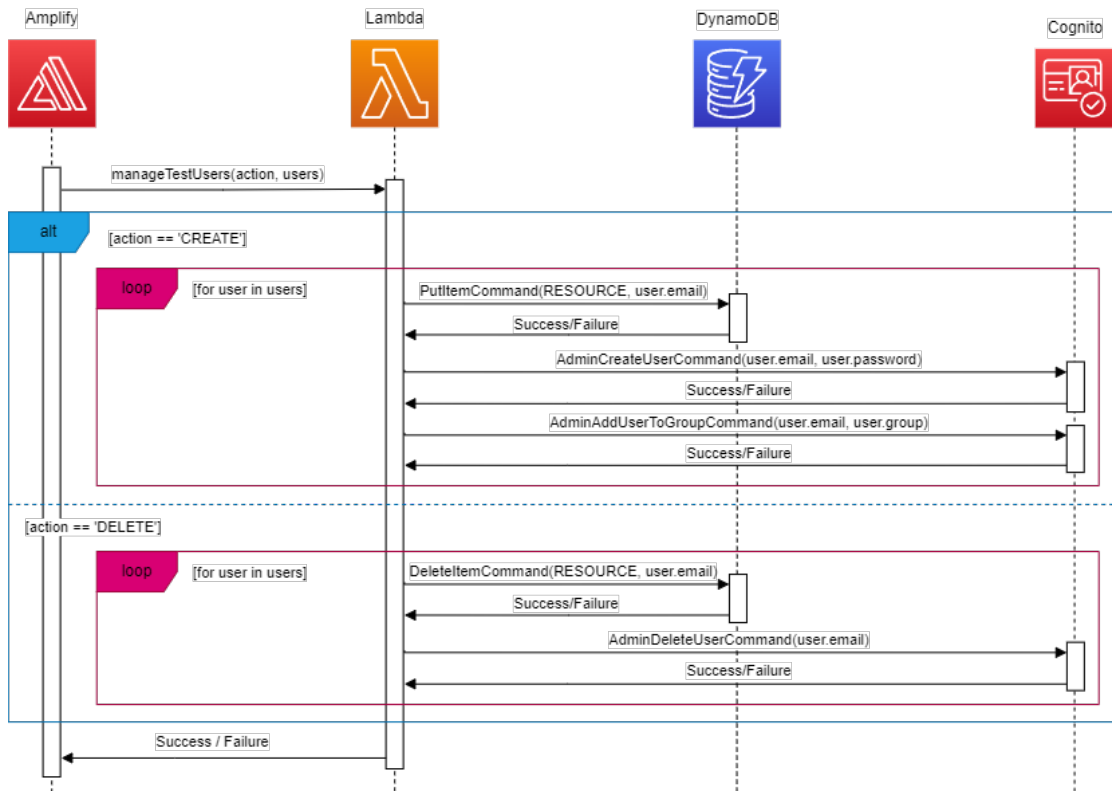 Amplify
Lambda
DynamoDB
Cognito
manageTestUsers(action, users)
alt
[action == 'CREATE']
loop
[for user in users]
PutItemCommand(RESOURCE, user.email)
Success/Failure
AdminCreateUserCommand(user.email, user.password)
Success/Failure
AdminAddUserToGroupCommand(user.email, user.group)
Success/Failure
[action == 'DELETE']
loop
[for user in users]
DeleteItemCommand(RESOURCE, user.email)
Success/Failure
AdminDeleteUserCommand(user.email)
Success/Failure
Success / Failure